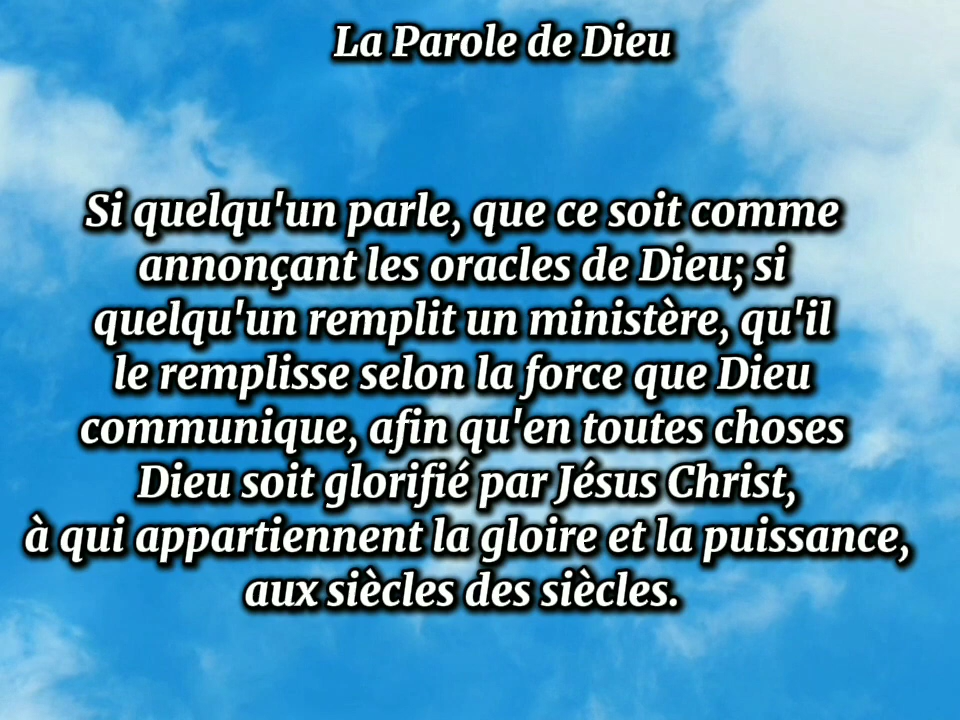 La Parole de Dieu
Si quelqu'un parle, que ce soit comme
annonçant les oracles de Dieu; si
quelqu'un remplit un ministère, qu'il
le remplisse selon la force que Dieu
communique, afin qu'en toutes choses
Dieu soit glorifié par Jésus Christ,
à qui appartiennent la gloire et la puissance,
aux siècles des siècles.